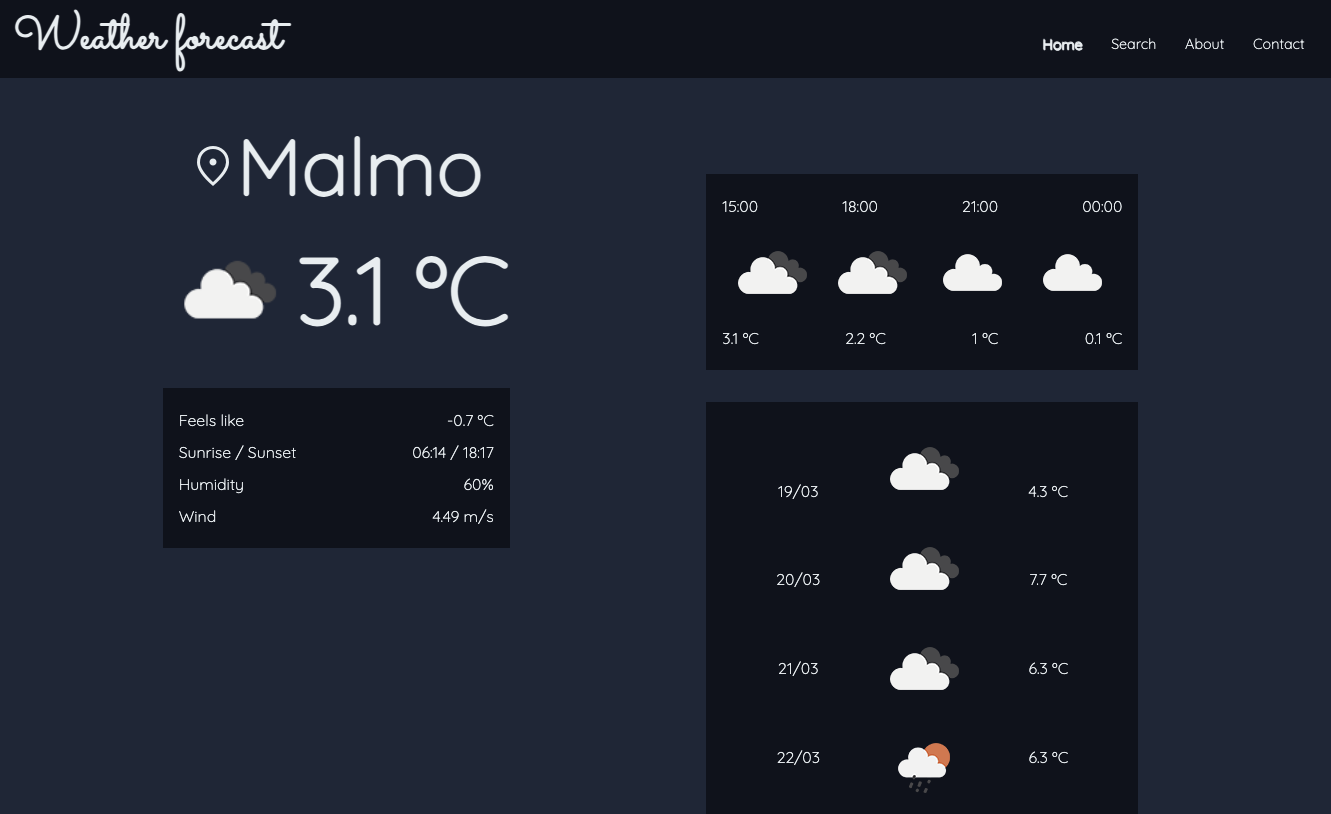 Weather forecast
Home Search About Contact
Malmo
3.1 °C
Feels like -0.7 °C
Sunrise / Sunset 06:14 / 18:17
Humidity 60%
Wind 4.49 m/s
15:00 18:00 21:00 00:00
3.1 °C 2.2 °C 1 °C 0.1 °C
19/03 4.3 °C
20/03 7.7 °C
21/03 6.3 °C
22/03 6.3 °C